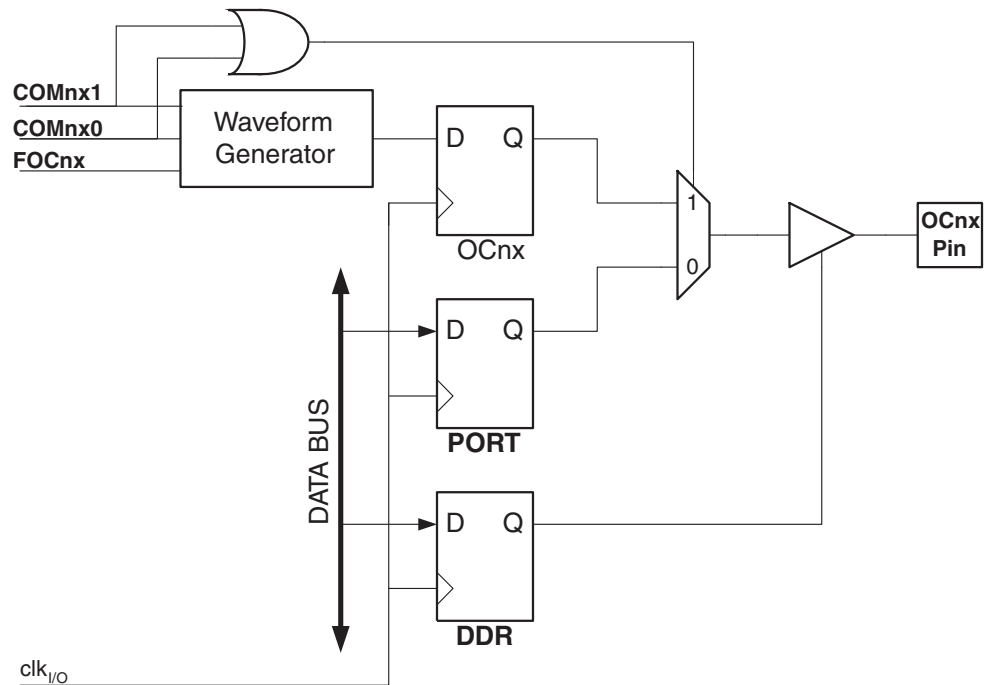 COMnx1
COMnx0
FOCnx
Waveform
Generator
D Q
OCnx
1
0
OCnx
Pin
DATA BUS
D Q
PORT
D Q
DDR
clkI/O